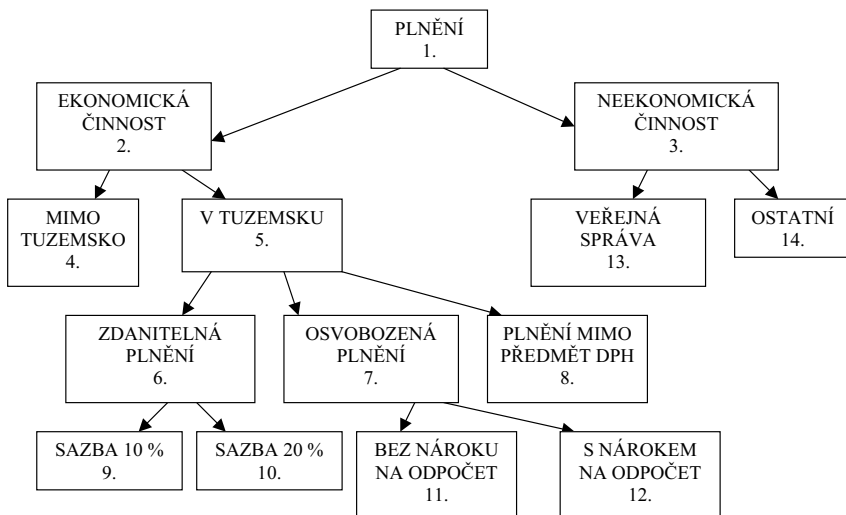 PLNĚNÍ
1.
EKONOMICKÁ
ČINNOST
2.
NEEKONOMICKÁ
ČINNOST
3.
MIMO
TUZEMSKO
4.
V TUZEMSKU
5.
VEŘEJNÁ
SPRÁVA
13.
OSTATNÍ
14.
ZDANITELNÁ
PLNĚNÍ
6.
OSVOBOZENÁ
PLNĚNÍ
7.
PLNĚNÍ MIMO
PŘEDMĚT DPH
8.
SAZBA 10 %
9.
SAZBA 20 %
10.
BEZ NÁROKU
NA ODPOČET
11.
S NÁROKEM
NA ODPOČET
12.